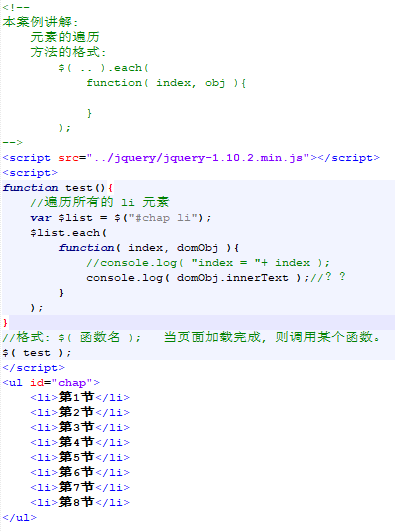 <!--
本案例讲解:
    元素的遍历
    方法的格式:
        $( .. ).each(
            function( index, obj ){

            }
        );
-->
<script src="../jquery/jquery-1.10.2.min.js"></script>
<script>
function test(){
    //遍历所有的 li 元素
    var $list = $("#chap li");
    $list.each(
        function( index, domObj ){
            //console.log( "index = "+ index );
            console.log( domObj.innerText );//？？
        }
    );
}
//格式: $( 函数名 );   当页面加载完成, 则调用某个函数。
$( test );
</script>
<ul id="chap">
    <li>第1节</li>
    <li>第2节</li>
    <li>第3节</li>
    <li>第4节</li>
    <li>第5节</li>
    <li>第6节</li>
    <li>第7节</li>
    <li>第8节</li>
</ul>